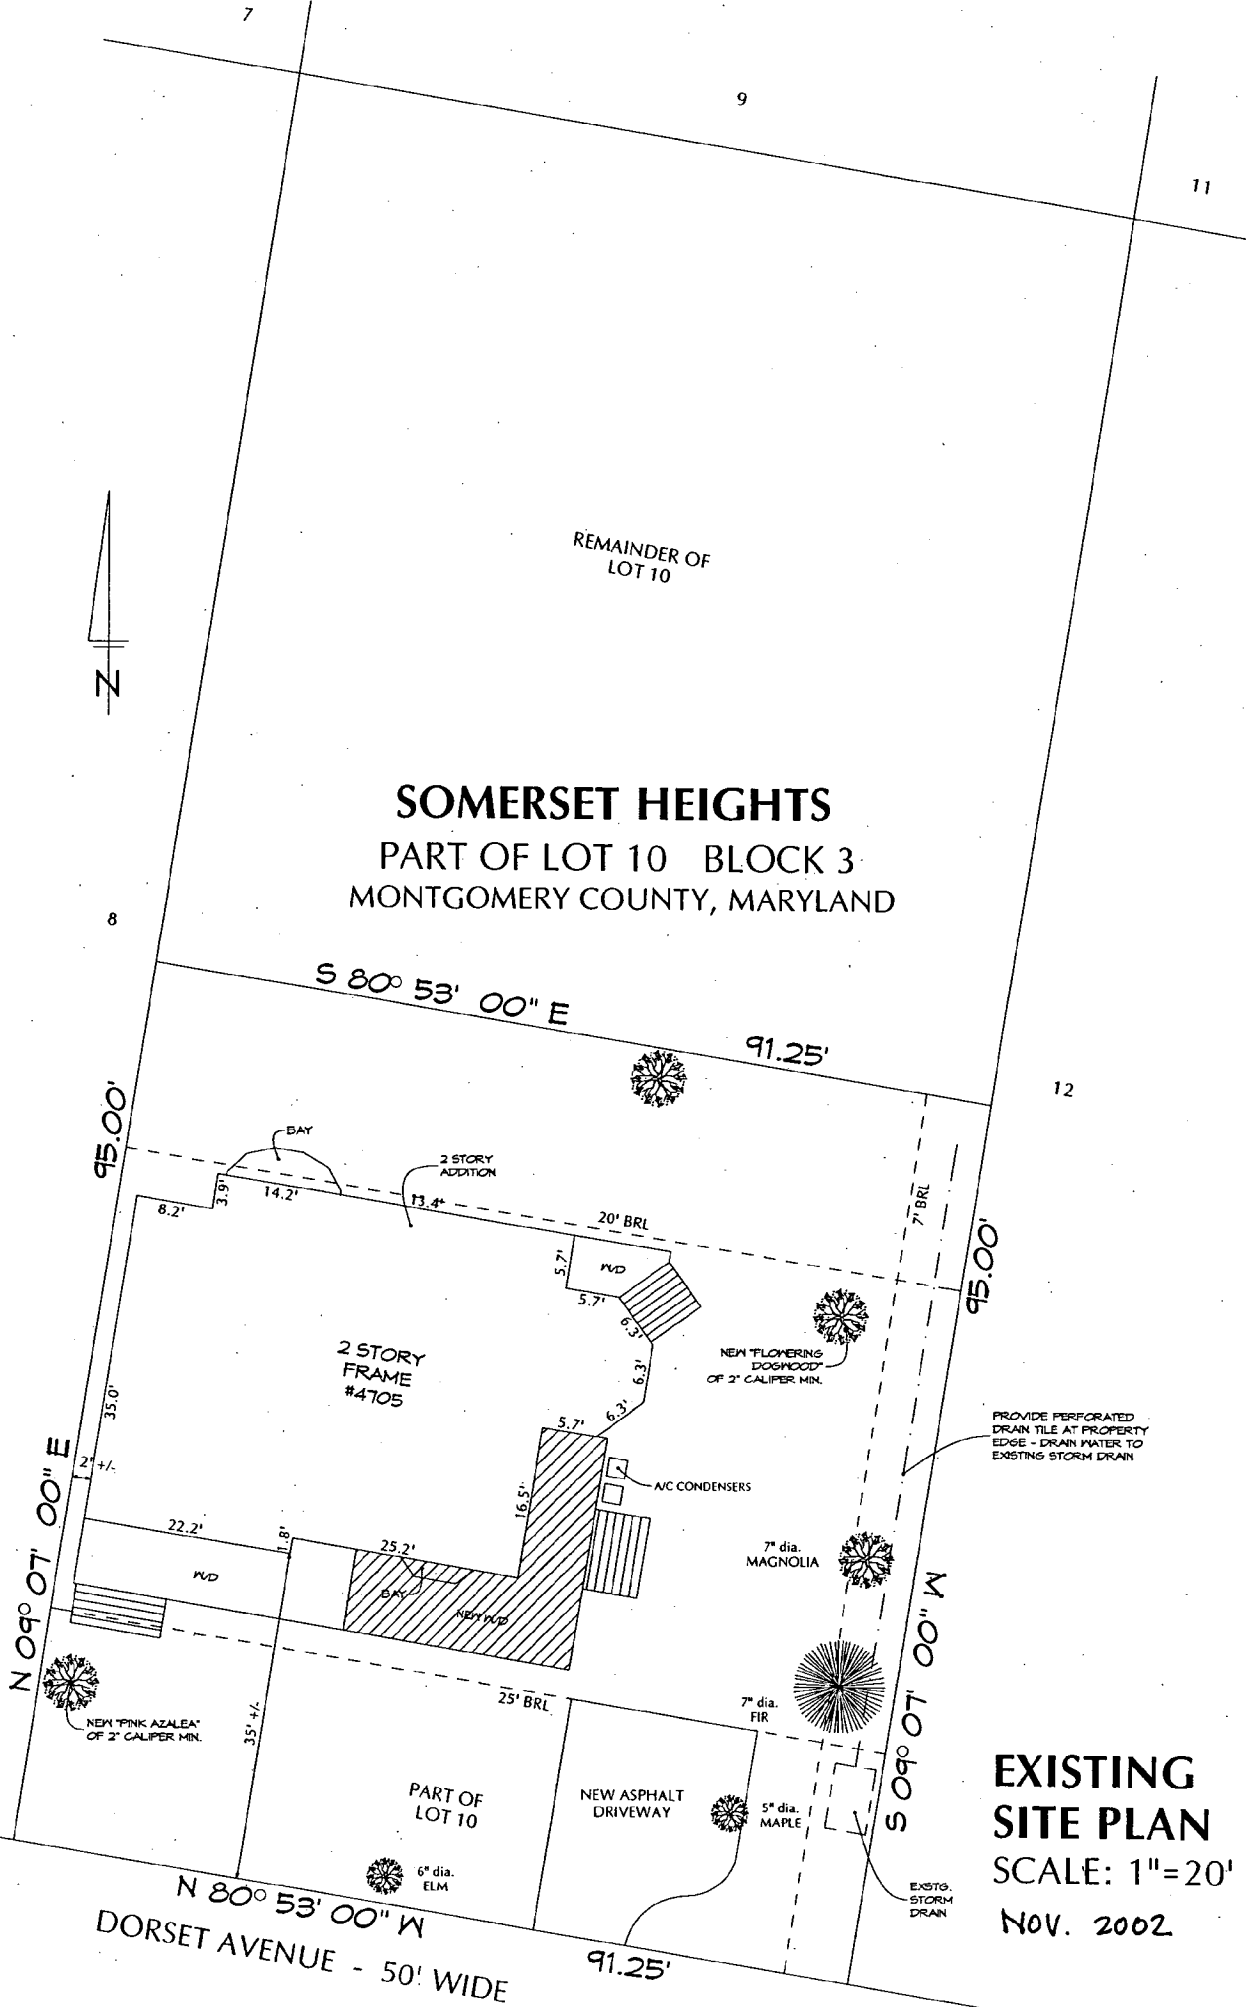 7
9
11
REMAINDER OF
LOT 10
N
SOMERSET HEIGHTS
PART OF LOT 10 BLOCK 3
MONTGOMERY COUNTY, MARYLAND
8
S 80° 53' 00" E
91.25'
12
95.00'
BAY
2 STORY
ADDITION
8.2'
3.9'
14.2'
13.4'
20' BRL
7' BRL
95.00'
5.7'
WD
5.7'
6.3'
6.3'
6.3'
NEW "FLOWERING
DOGWOOD"
OF 2" CALIPER MIN.
2 STORY
FRAME
#4705
35.0'
5.7'
PROVIDE PERFORATED
DRAIN TILE AT PROPERTY
EDGE - DRAIN WATER TO
EXISTING STORM DRAIN
2' +/-
A/C CONDENSERS
16.5'
22.2'
1.8'
25.2'
7" dia.
MAGNOLIA
WD
BAY
NEW WD
N 09° 07' 00" E
S 09° 07' 00" W
25' BRL
7" dia.
FIR
NEW "PINK AZALEA"
OF 2" CALIPER MIN.
35' +/-
PART OF
LOT 10
NEW ASPHALT
DRIVEWAY
5" dia.
MAPLE
6" dia.
ELM
EXSTG.
STORM
DRAIN
N 80° 53' 00" W
91.25'
DORSET AVENUE - 50' WIDE
EXISTING
SITE PLAN
SCALE: 1"=20'
NOV. 2002